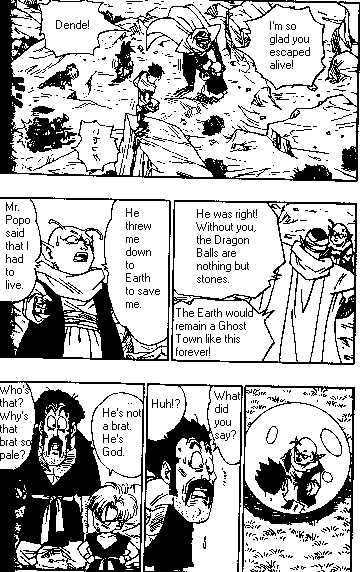 Dende!
I'm so
glad you
escaped
alive!
Mr.
Popo
said
that I
had to
live.
He
threw
me
down
to
Earth
to save
me.
He was right!
Without you,
the Dragon
Balls are
nothing but
stones.
The Earth would
remain a Ghost
Town like this
forever!
Who's
that?
Why's
that
brat so
pale?
He's not
a brat.
He's
God.
Huh!?
What
did
you
say?